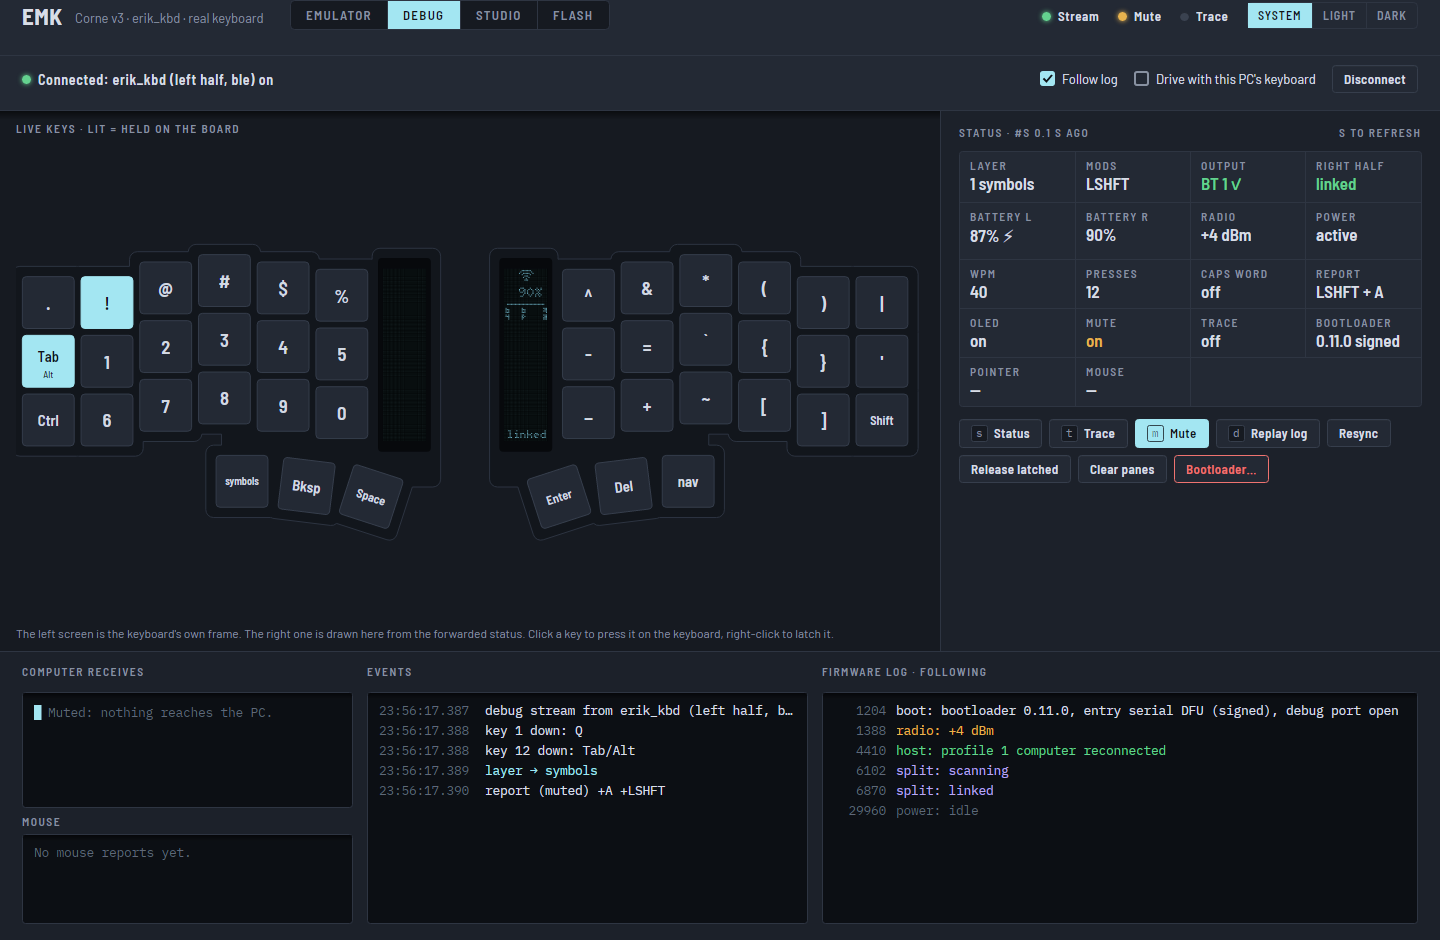 EMK Corne v3 · erik_kbd · real keyboard EMULATOR DEBUG STUDIO FLASH Stream Mute Trace SYSTEM LIGHT DARK
Connected: erik_kbd (left half, ble) on Follow log Drive with this PC's keyboard Disconnect
LIVE KEYS · LIT = HELD ON THE BOARD
. ! @ # $ %
Tab Alt 1 2 3 4 5
Ctrl 6 7 8 9 0
symbols Bksp Space
90%
linked
^ & * ( ) |
- = ` { } '
_ + ~ [ ] Shift
Enter Del nav
The left screen is the keyboard's own frame. The right one is drawn here from the forwarded status. Click a key to press it on the keyboard, right-click to latch it.
STATUS · #S 0.1 S AGO S TO REFRESH
LAYER MODS OUTPUT RIGHT HALF
1 symbols LSHFT BT 1 ✓ linked
BATTERY L BATTERY R RADIO POWER
87% ⚡ 90% +4 dBm active
WPM PRESSES CAPS WORD REPORT
40 12 off LSHFT + A
OLED MUTE TRACE BOOTLOADER
on on off 0.11.0 signed
POINTER MOUSE
— —
s Status t Trace m Mute d Replay log Resync
Release latched Clear panes Bootloader...
COMPUTER RECEIVES
Muted: nothing reaches the PC.
MOUSE
No mouse reports yet.
EVENTS
23:56:17.387 debug stream from erik_kbd (left half, b…
23:56:17.388 key 1 down: Q
23:56:17.388 key 12 down: Tab/Alt
23:56:17.389 layer → symbols
23:56:17.390 report (muted) +A +LSHFT
FIRMWARE LOG · FOLLOWING
1204 boot: bootloader 0.11.0, entry serial DFU (signed), debug port open
1388 radio: +4 dBm
4410 host: profile 1 computer reconnected
6102 split: scanning
6870 split: linked
29960 power: idle